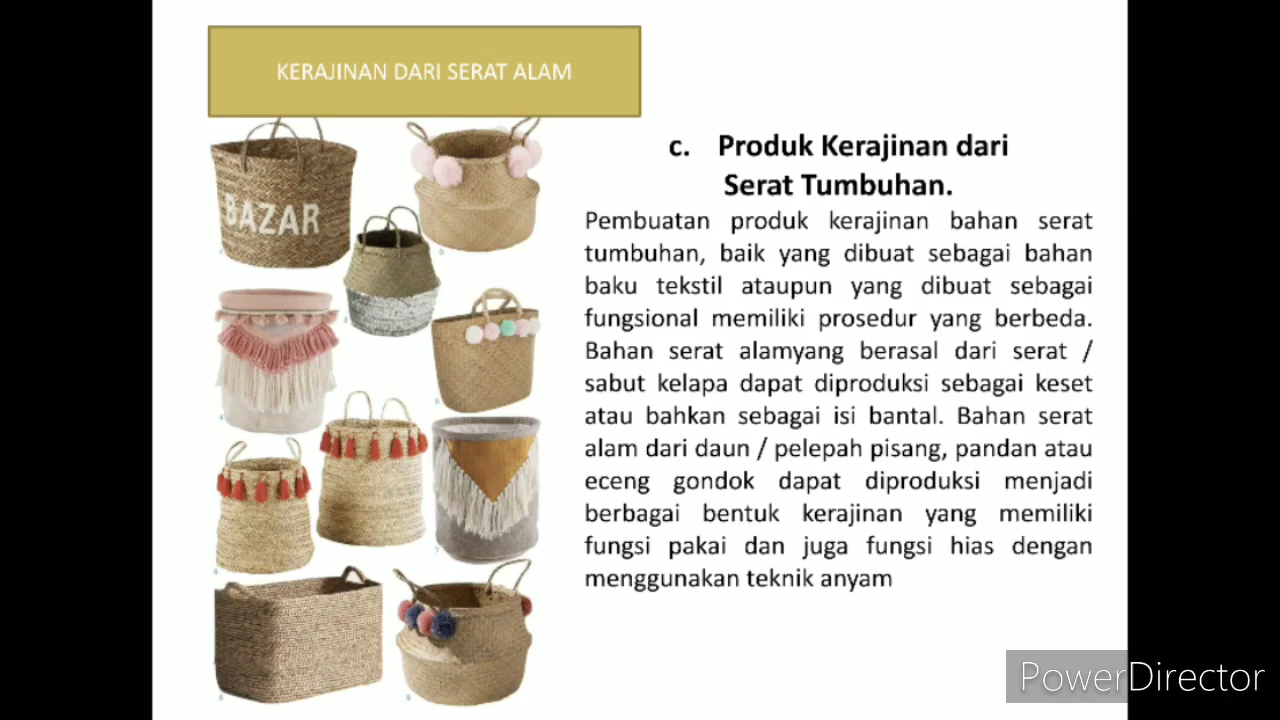 KERAJINAN DARI SERAT ALAM
BAZAR
c. Produk Kerajinan dari
Serat Tumbuhan.
Pembuatan produk kerajinan bahan serat
tumbuhan, baik yang dibuat sebagai bahan
baku tekstil ataupun yang dibuat sebagai
fungsional memiliki prosedur yang berbeda.
Bahan serat alamyang berasal dari serat /
sabut kelapa dapat diproduksi sebagai keset
atau bahkan sebagai isi bantal. Bahan serat
alam dari daun / pelepah pisang, pandan atau
eceng gondok dapat diproduksi menjadi
berbagai bentuk kerajinan yang memiliki
fungsi pakai dan juga fungsi hias dengan
menggunakan teknik anyam
PowerDirector